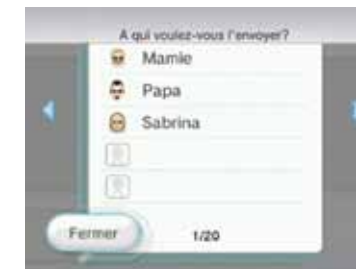 A qui voulez-vous l'envoyer?
Mamie
Papa
Sabrina
Fermer
1/20